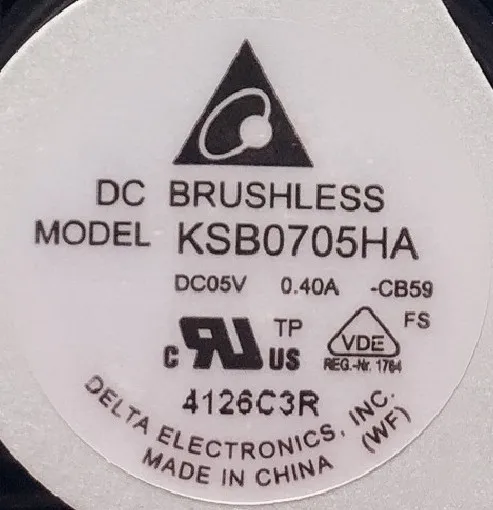 DC BRUSHLESS
MODEL KSB0705HA
DC05V 0.40A -CB59
c RU US TP VDE FS
REG.-Nr. 1764
4126C3R
DELTA ELECTRONICS, INC.
MADE IN CHINA (WF)